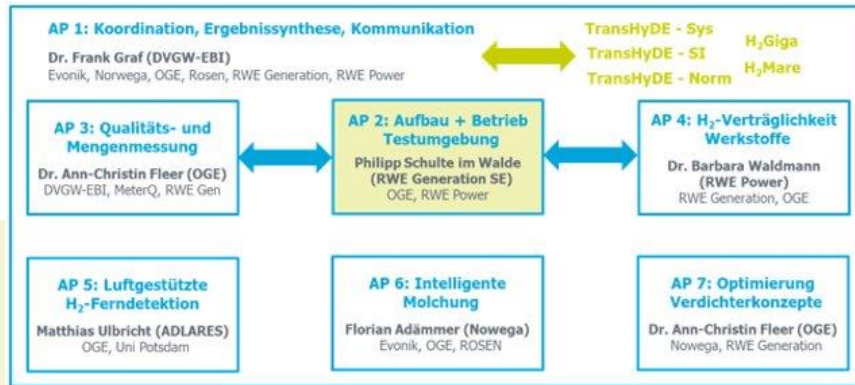 AP 1: Koordination, Ergebnissynthese, Kommunikation
Dr. Frank Graf (DVGW-EBI)
Evonik, Norwega, OGE, Rosen, RWE Generation, RWE Power
TransHyDE - Sys
TransHyDE - SI
TransHyDE - Norm
H₂Giga
H₂Mare
AP 3: Qualitäts- und
Mengenmessung
Dr. Ann-Christin Fleer (OGE)
DVGW-EBI, MeterQ, RWE Gen
AP 2: Aufbau + Betrieb
Testumgebung
Philipp Schulte im Walde
(RWE Generation SE)
OGE, RWE Power
AP 4: H₂-Verträglichkeit
Werkstoffe
Dr. Barbara Waldmann
(RWE Power)
RWE Generation, OGE
AP 5: Luftgestützte
H₂-Ferndetektion
Matthias Ulbricht (ADLARES)
OGE, Uni Potsdam
AP 6: Intelligente
Molchung
Florian Adämmer (Nowega)
Evonik, OGE, ROSEN
AP 7: Optimierung
Verdichterkonzepte
Dr. Ann-Christin Fleer (OGE)
Nowega, RWE Generation